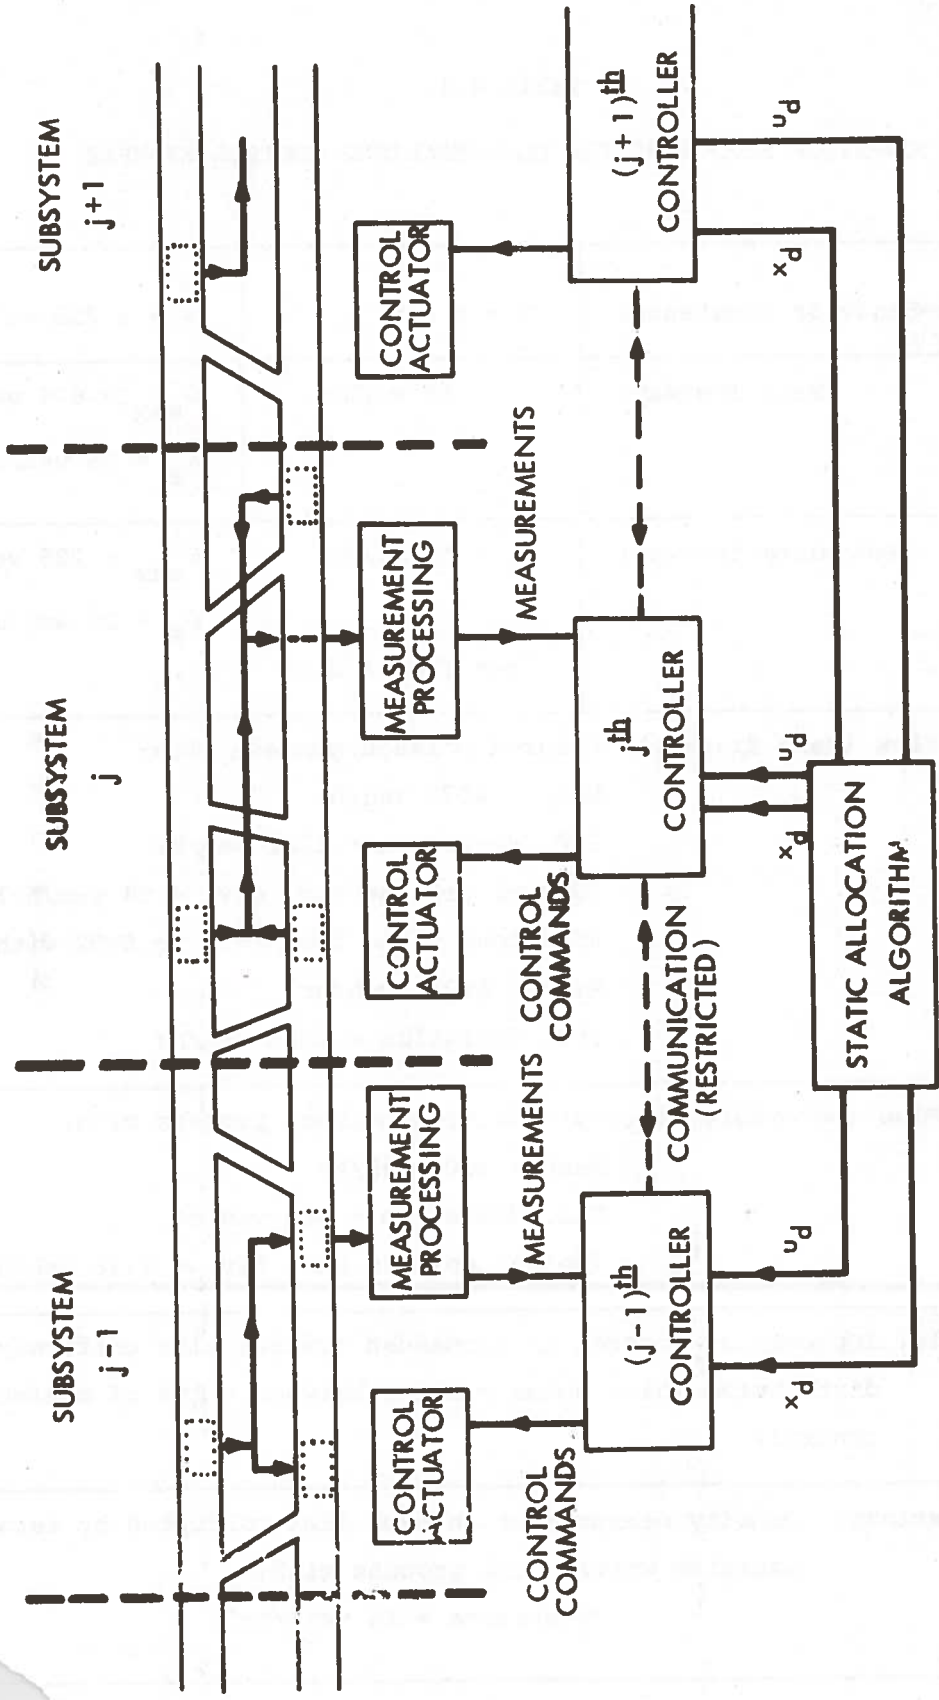 SUBSYSTEM
j-1
SUBSYSTEM
j
SUBSYSTEM
j+1
CONTROL
ACTUATOR
MEASUREMENT
PROCESSING
CONTROL
ACTUATOR
MEASUREMENT
PROCESSING
CONTROL
ACTUATOR
CONTROL
COMMANDS
MEASUREMENTS
CONTROL
COMMANDS
MEASUREMENTS
(j-1)th
CONTROLLER
COMMUNICATION
(RESTRICTED)
jth
CONTROLLER
(j+1)th
CONTROLLER
xd
ud
xd
ud
xd
ud
STATIC ALLOCATION
ALGORITHM